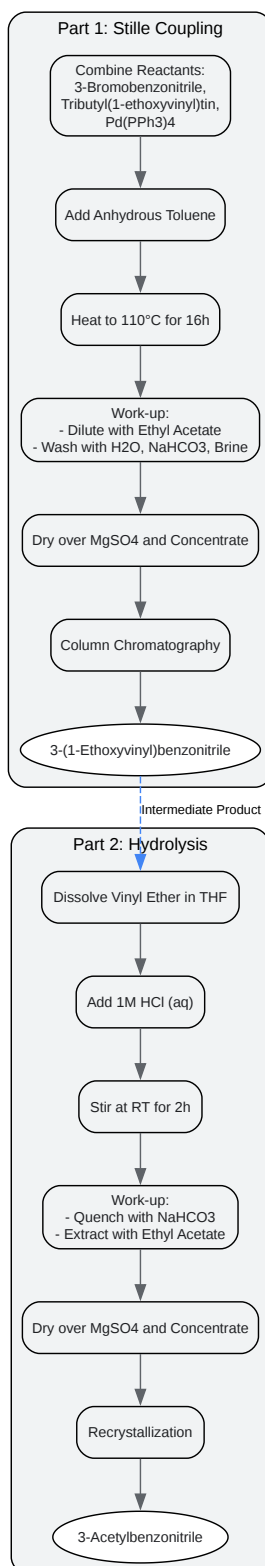 Part 1: Stille Coupling
Combine Reactants:
3-Bromobenzonitrile,
Tributyl(1-ethoxyvinyl)tin,
Pd(PPh3)4
Add Anhydrous Toluene
Heat to 110°C for 16h
Work-up:
- Dilute with Ethyl Acetate
- Wash with H2O, NaHCO3, Brine
Dry over MgSO4 and Concentrate
Column Chromatography
3-(1-Ethoxyvinyl)benzonitrile
Intermediate Product
Part 2: Hydrolysis
Dissolve Vinyl Ether in THF
Add 1M HCl (aq)
Stir at RT for 2h
Work-up:
- Quench with NaHCO3
- Extract with Ethyl Acetate
Dry over MgSO4 and Concentrate
Recrystallization
3-Acetylbenzonitrile